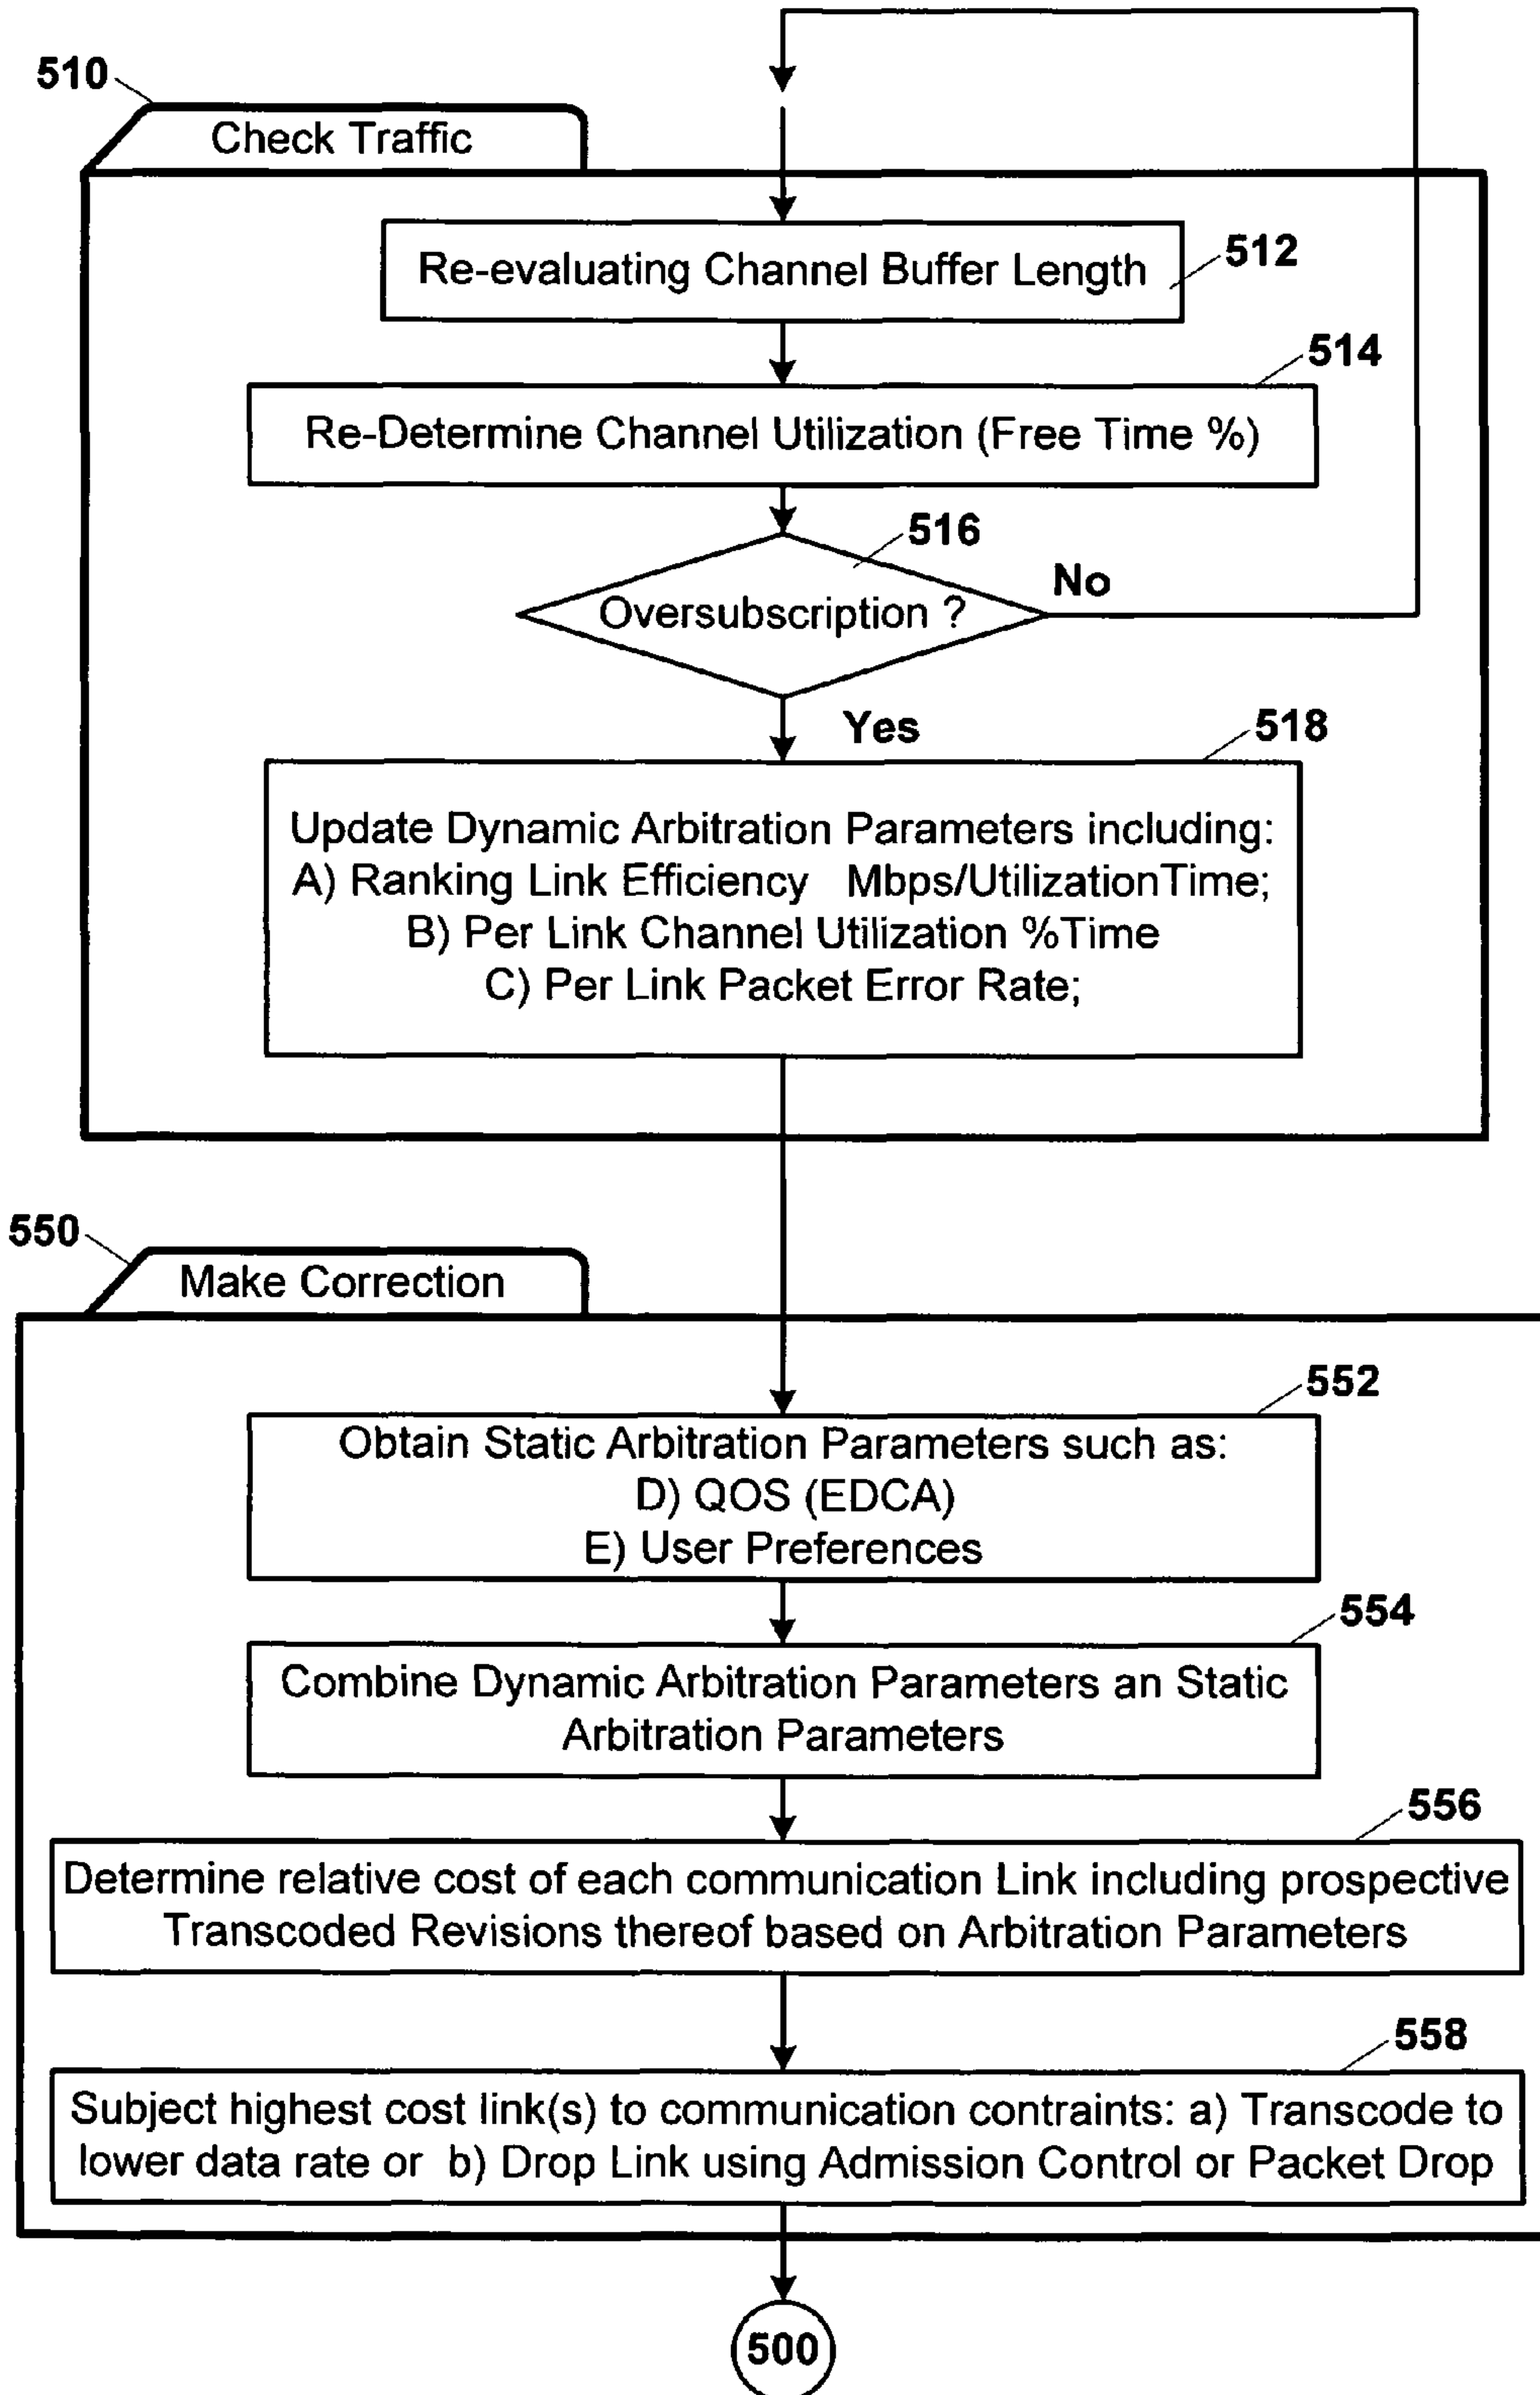 510
Check Traffic
Re-evaluating Channel Buffer Length
512
514
Re-Determine Channel Utilization (Free Time %)
516
Oversubscription ?
No
Yes
518
Update Dynamic Arbitration Parameters including:
A) Ranking Link Efficiency Mbps/UtilizationTime;
B) Per Link Channel Utilization %Time
C) Per Link Packet Error Rate;
550
Make Correction
552
Obtain Static Arbitration Parameters such as:
D) QOS (EDCA)
E) User Preferences
554
Combine Dynamic Arbitration Parameters an Static
Arbitration Parameters
556
Determine relative cost of each communication Link including prospective
Transcoded Revisions thereof based on Arbitration Parameters
558
Subject highest cost link(s) to communication contraints: a) Transcode to
lower data rate or b) Drop Link using Admission Control or Packet Drop
500